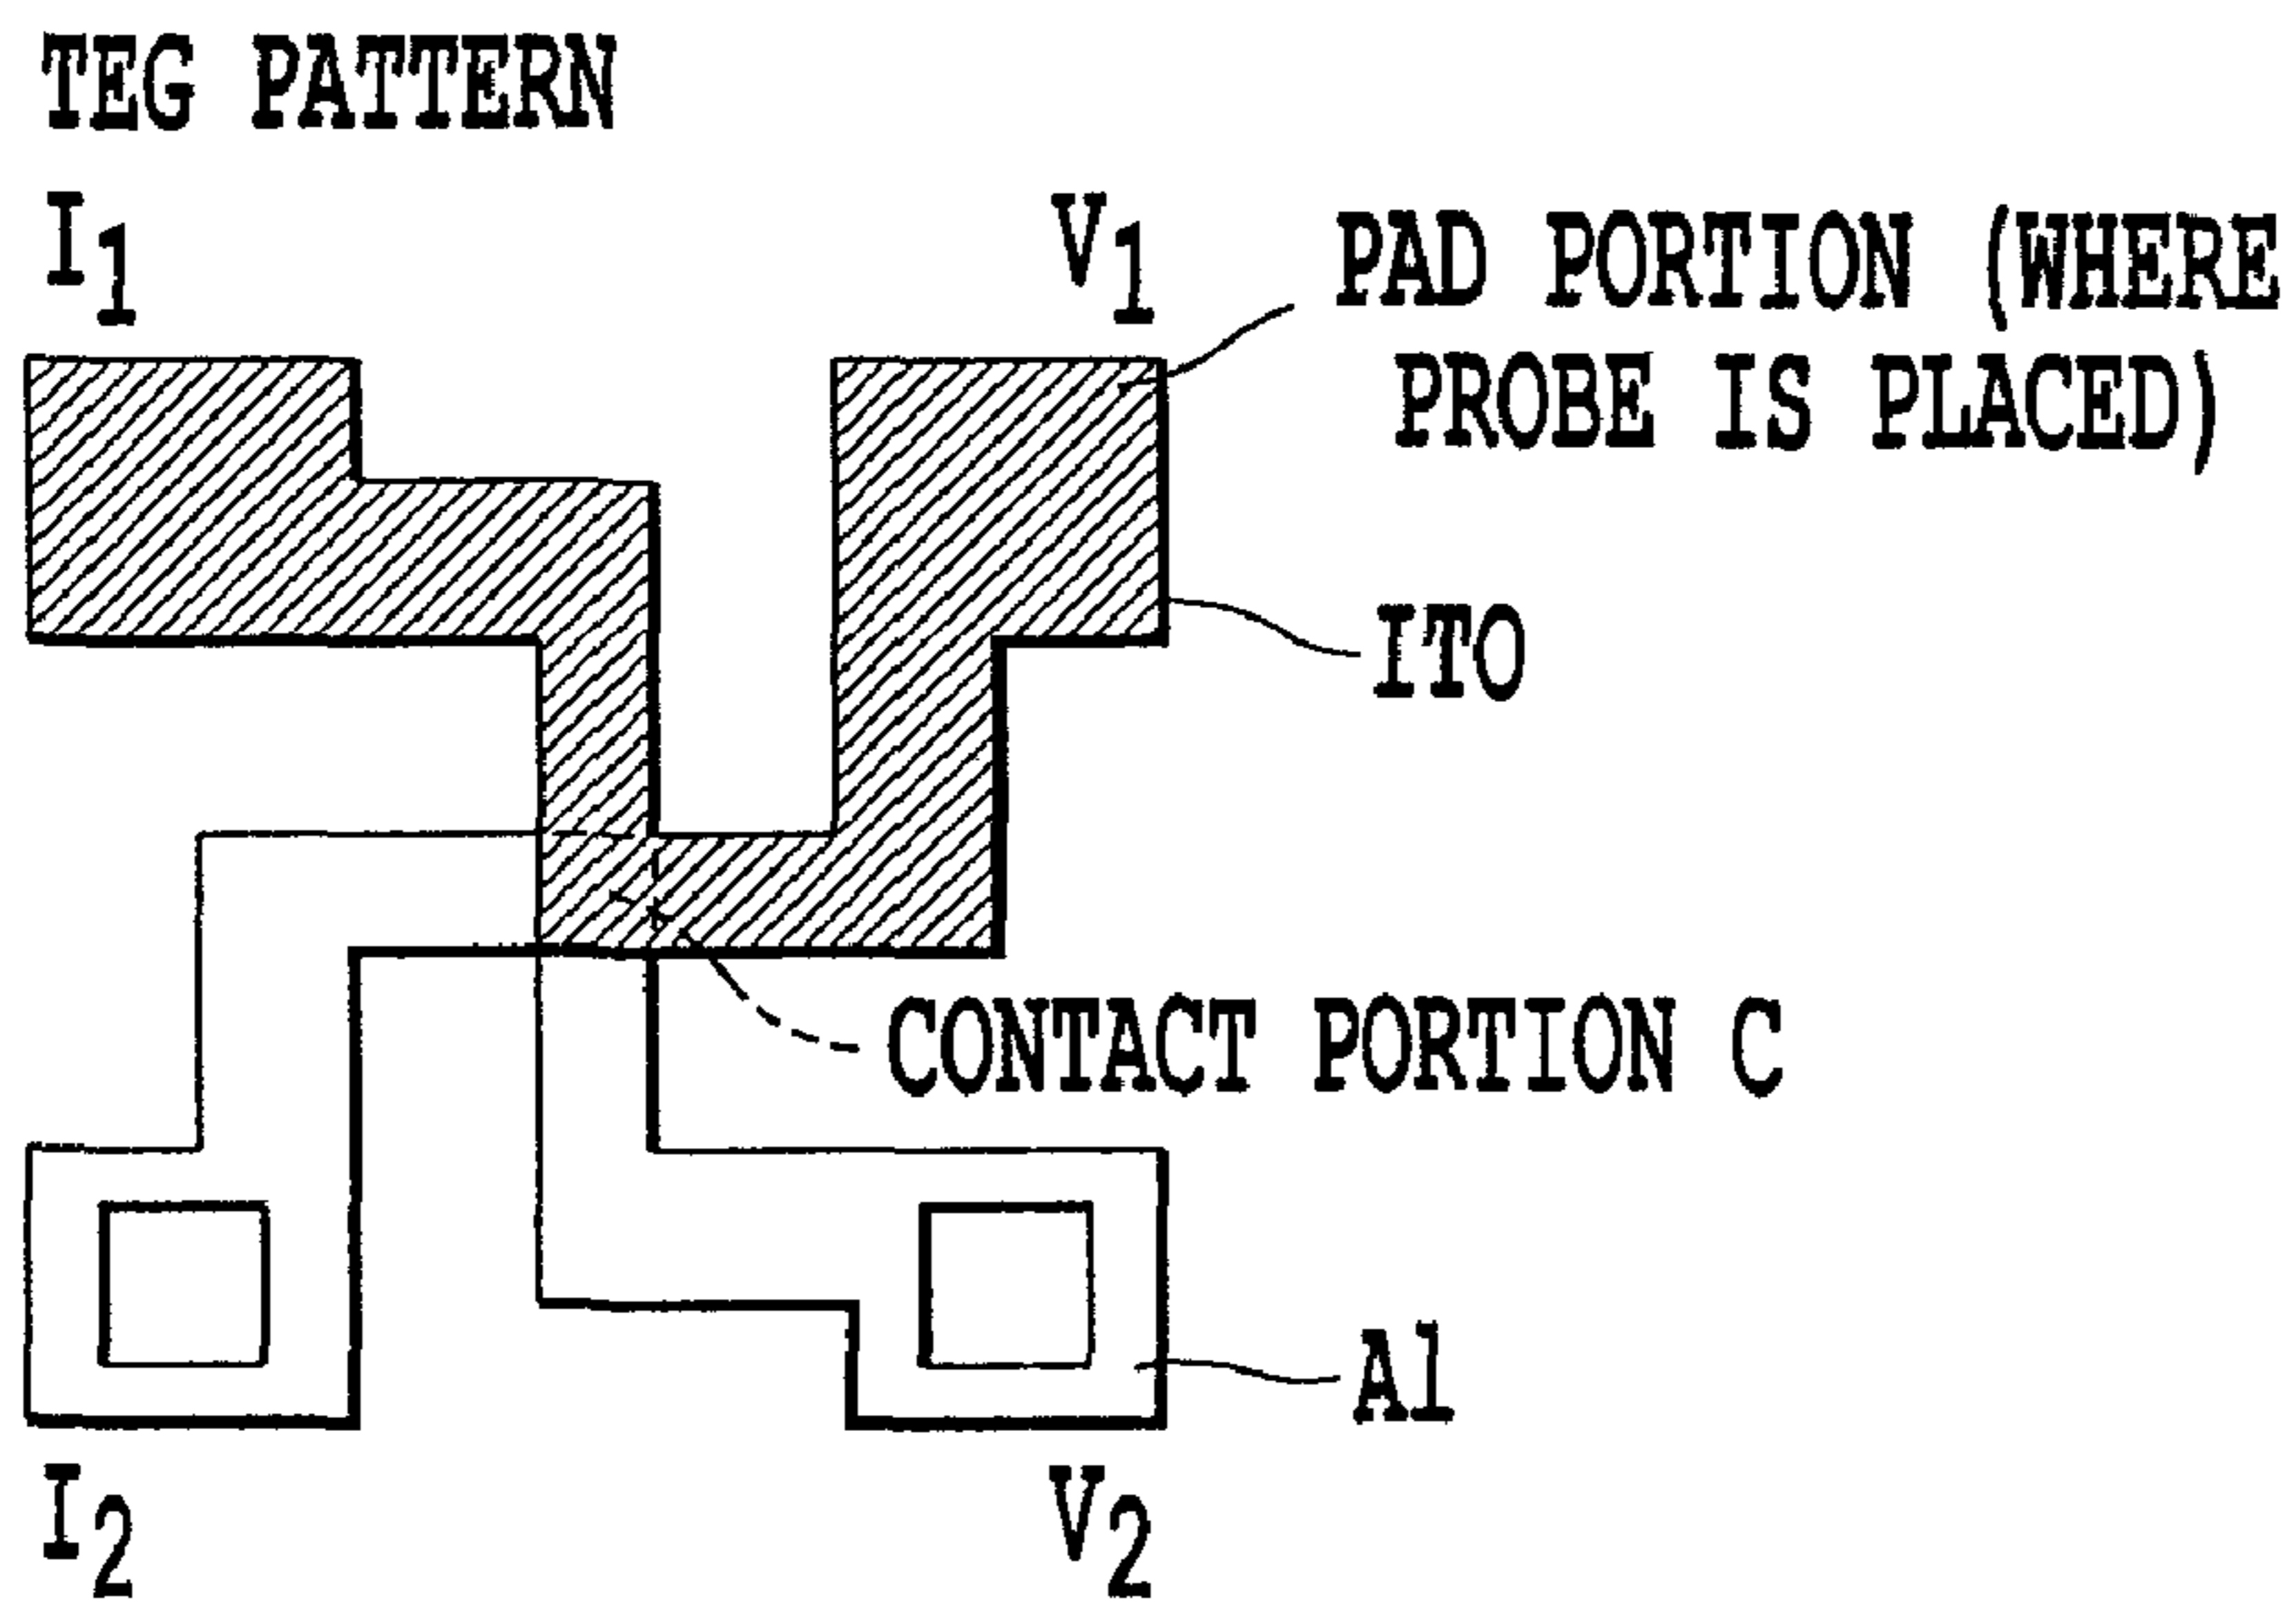 TEG PATTERN
I1
V1
PAD PORTION (WHERE
PROBE IS PLACED)
ITO
CONTACT PORTION C
Al
I2
V2